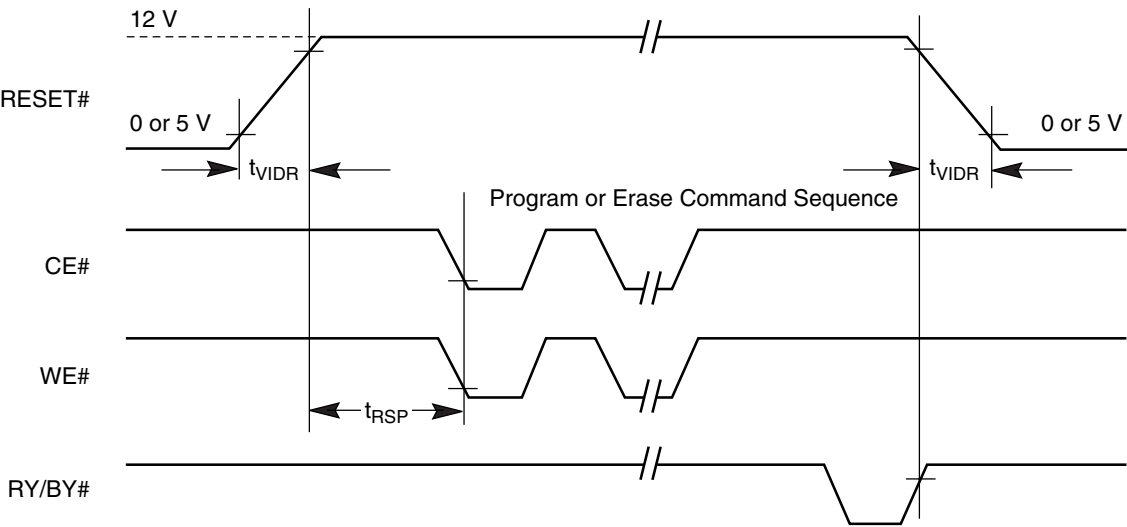 12 V
RESET#
0 or 5 V
0 or 5 V
tVIDR
tVIDR
Program or Erase Command Sequence
CE#
WE#
tRSP
RY/BY#